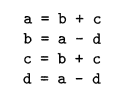 a = b + c
b = a - d
c = b + c
d = a - d